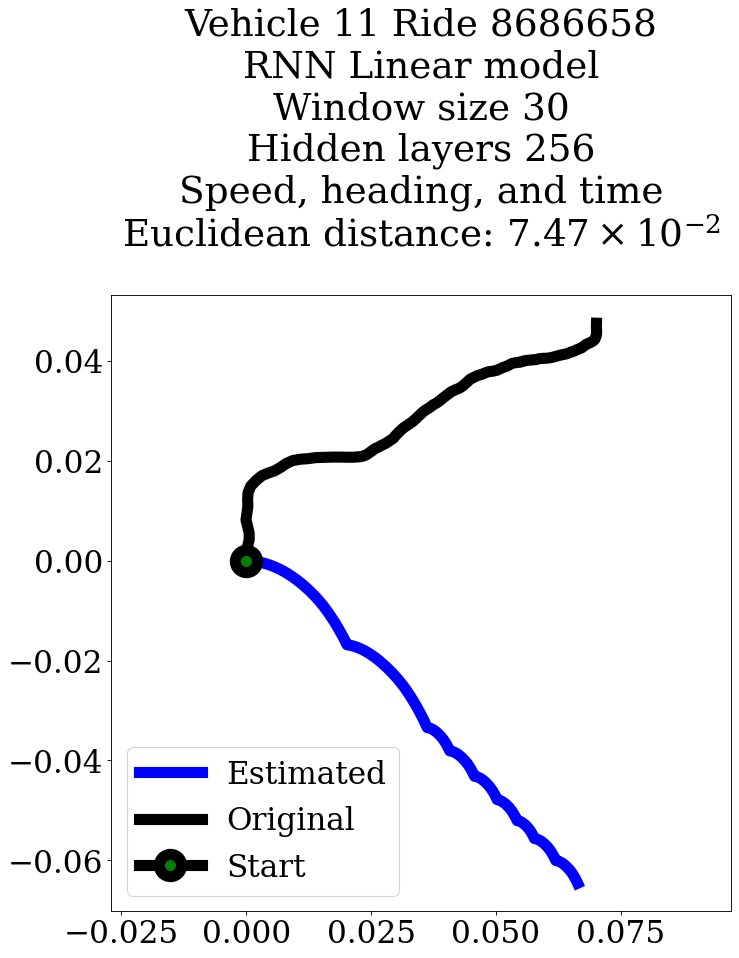 Vehicle 11 Ride 8686658
RNN Linear model
Window size 30
Hidden layers 256
Speed, heading, and time
Euclidean distance: 7.47 × 10⁻²
0.04
0.02
0.00
−0.02
−0.04
−0.06
Estimated
Original
Start
−0.025 0.000 0.025 0.050 0.075